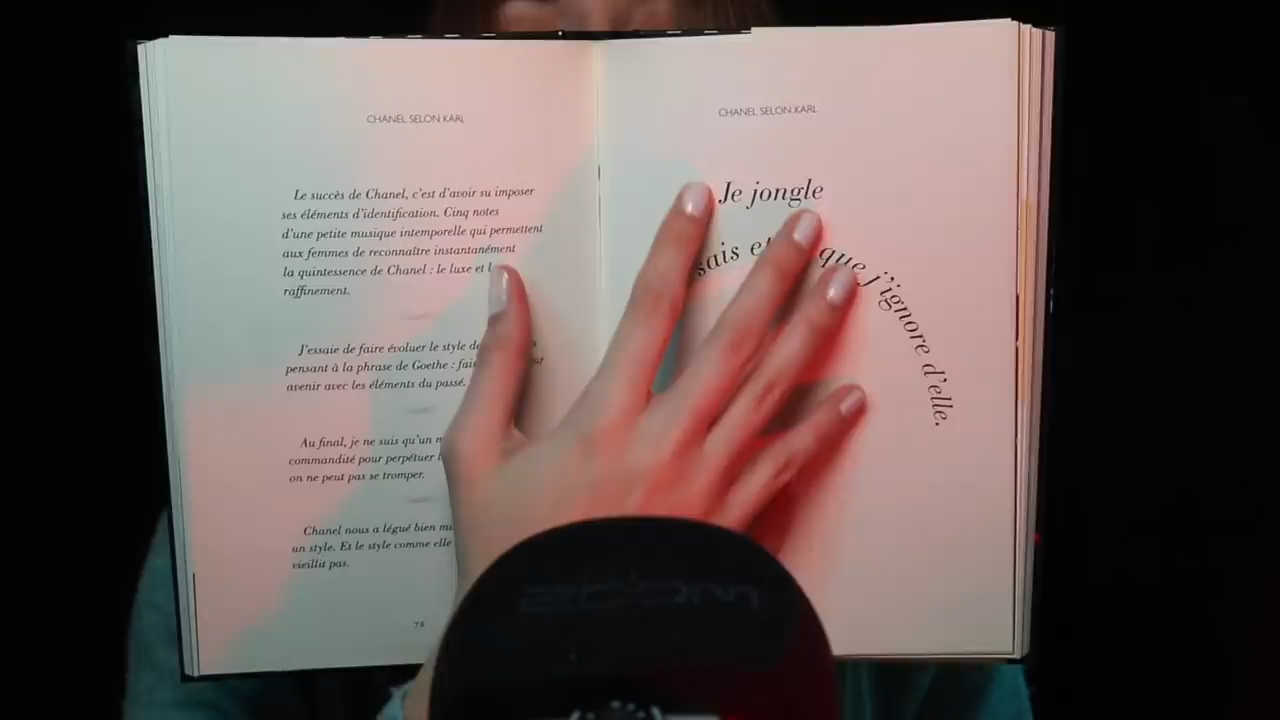 CHANEL SELON KARL
Le succès de Chanel, c'est d'avoir su imposer
ses éléments d'identification. Cinq notes
d'une petite musique intemporelle qui permettent
aux femmes de reconnaître instantanément
la quintessence de Chanel : le luxe et l
raffinement.
J'essaie de faire évoluer le style de
pensant à la phrase de Goethe : fai
avenir avec les éléments du passé.
Au final, je ne suis qu'un m
commandité pour perpétuer l
on ne peut pas se tromper.
Chanel nous a légué bien mi
un style. Et le style comme elle
vieillit pas.
72
CHANEL SELON KARL
Je jongle
sais et que j'ignore d'elle.
zoom